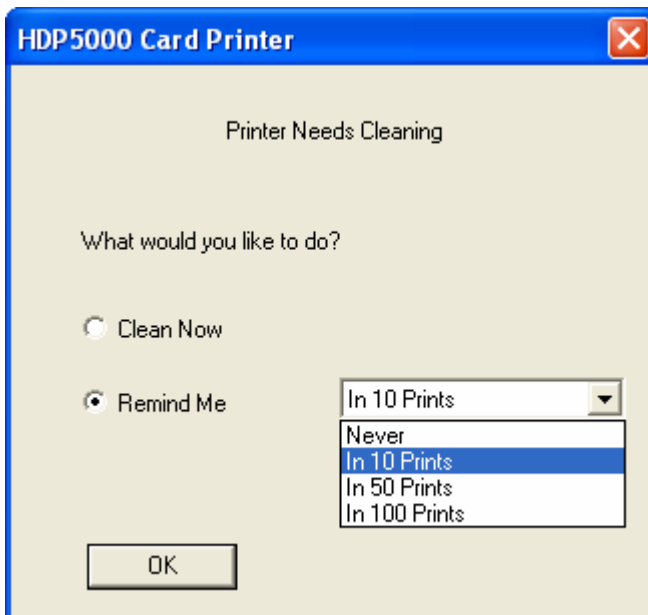 HDP5000 Card Printer
Printer Needs Cleaning
What would you like to do?
Clean Now
Remind Me
In 10 Prints
Never
In 10 Prints
In 50 Prints
In 100 Prints
OK